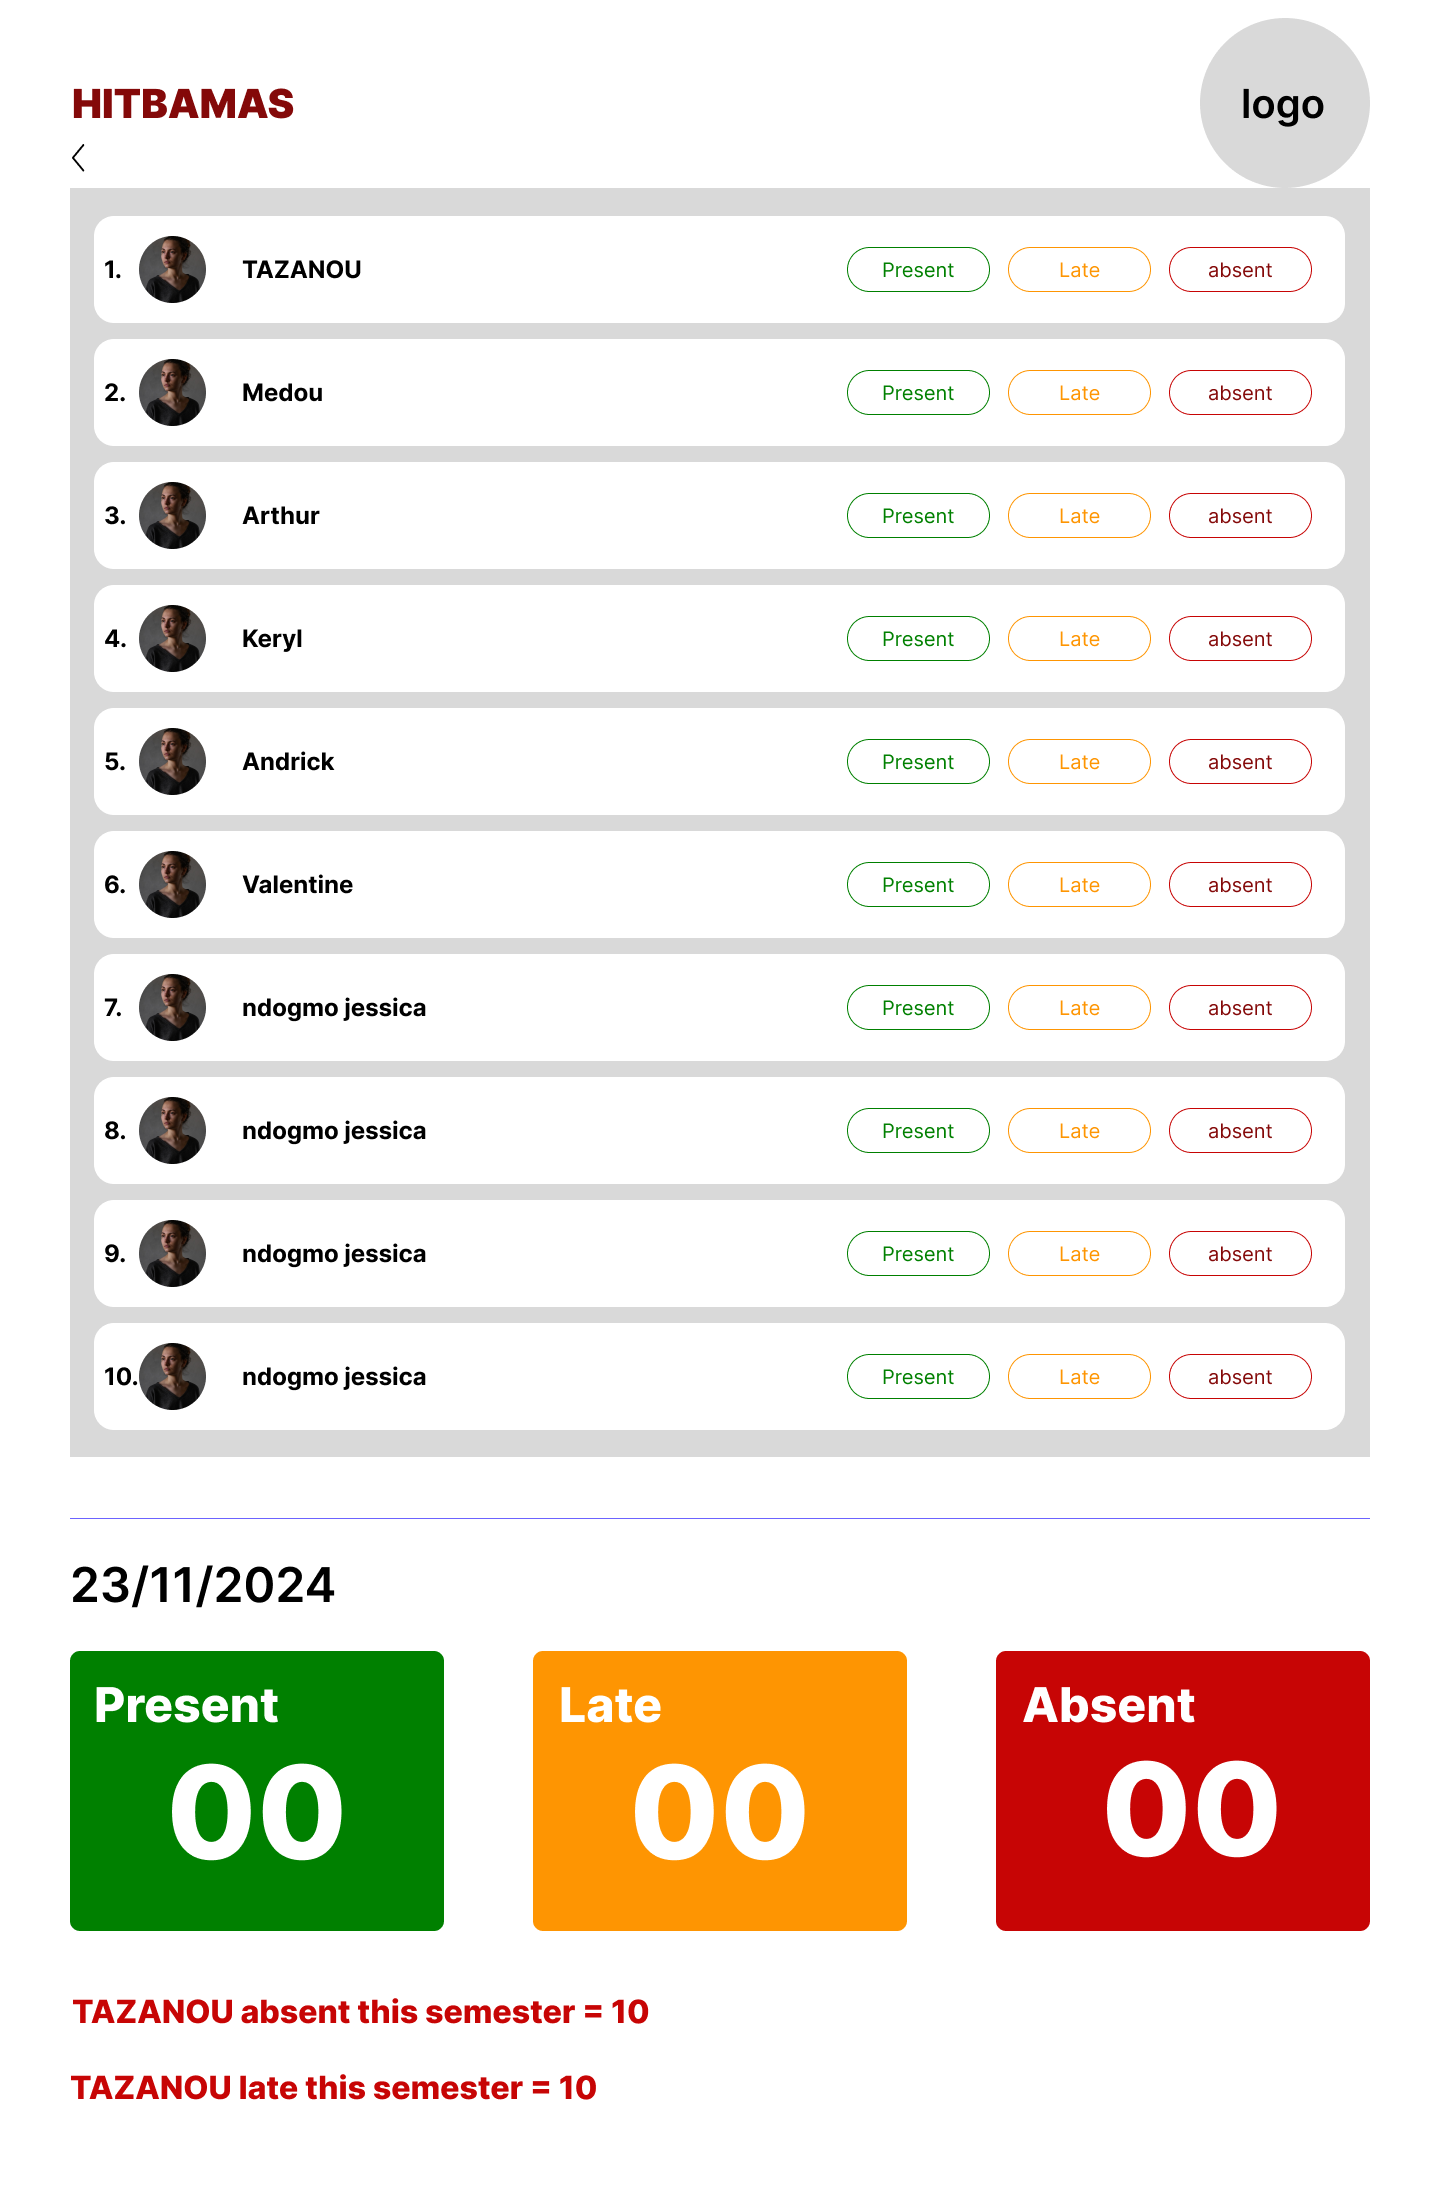 HITBAMAS
logo
1. TAZANOU Present Late absent
2. Medou Present Late absent
3. Arthur Present Late absent
4. Keryl Present Late absent
5. Andrick Present Late absent
6. Valentine Present Late absent
7. ndogmo jessica Present Late absent
8. ndogmo jessica Present Late absent
9. ndogmo jessica Present Late absent
10. ndogmo jessica Present Late absent
23/11/2024
Present Late Absent
00 00 00
TAZANOU absent this semester = 10
TAZANOU late this semester = 10